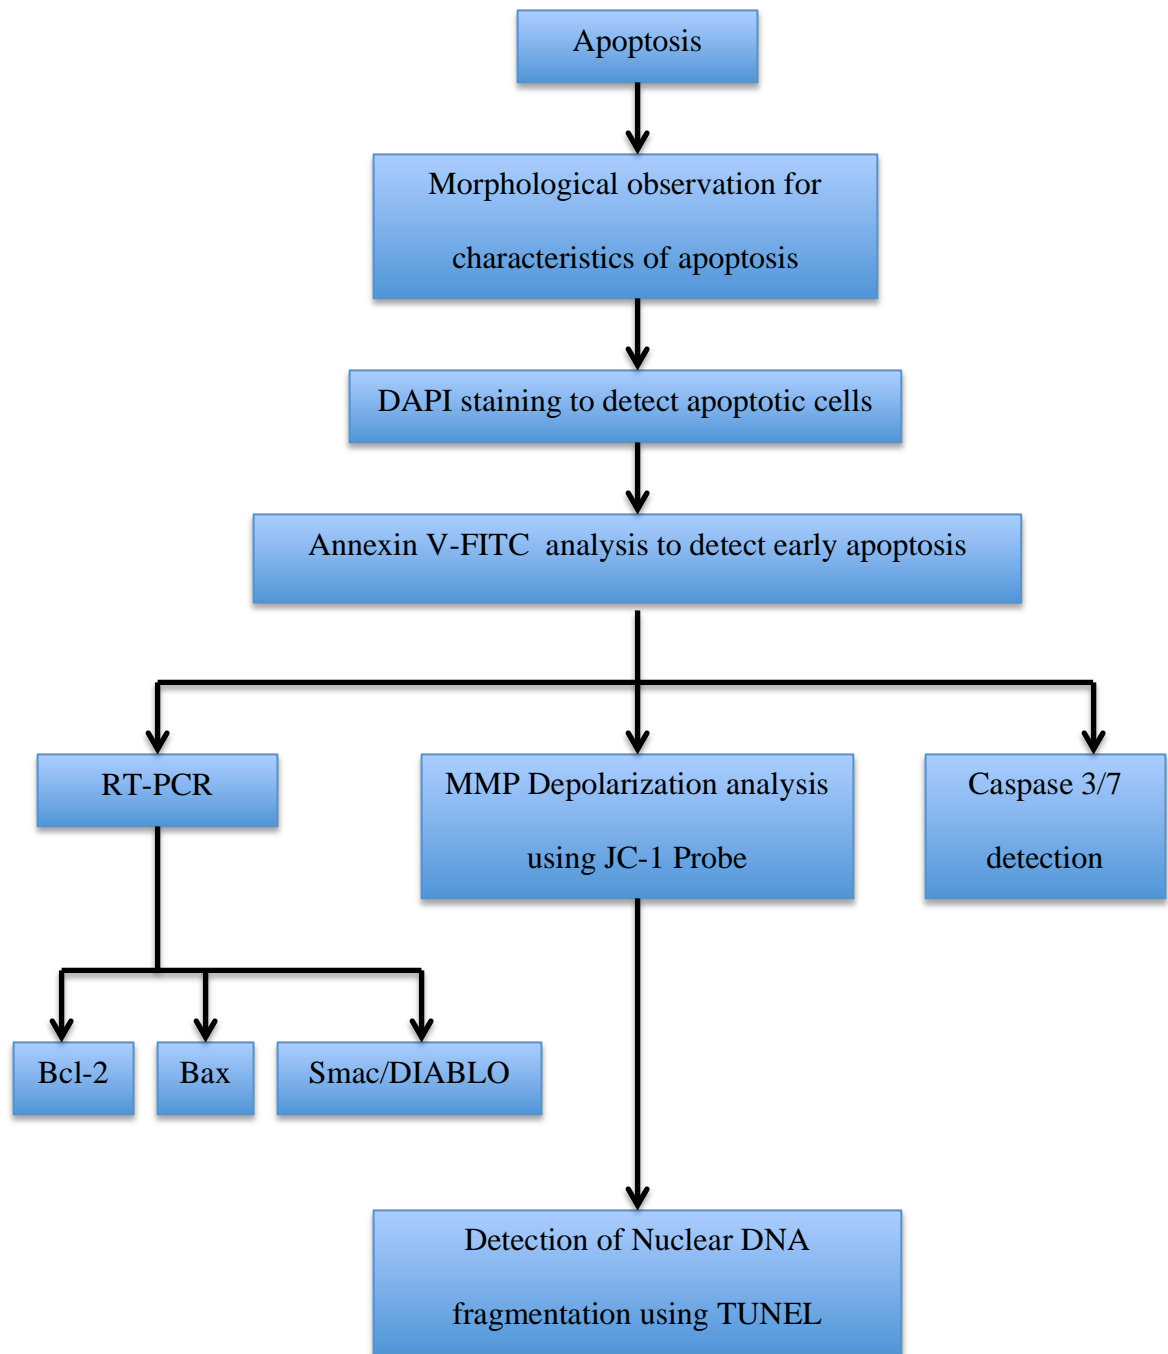 Apoptosis
Morphological observation for
characteristics of apoptosis
DAPI staining to detect apoptotic cells
Annexin V-FITC  analysis to detect early apoptosis
RT-PCR
MMP Depolarization analysis
using JC-1 Probe
Caspase 3/7
detection
Bcl-2
Bax
Smac/DIABLO
Detection of Nuclear DNA
fragmentation using TUNEL